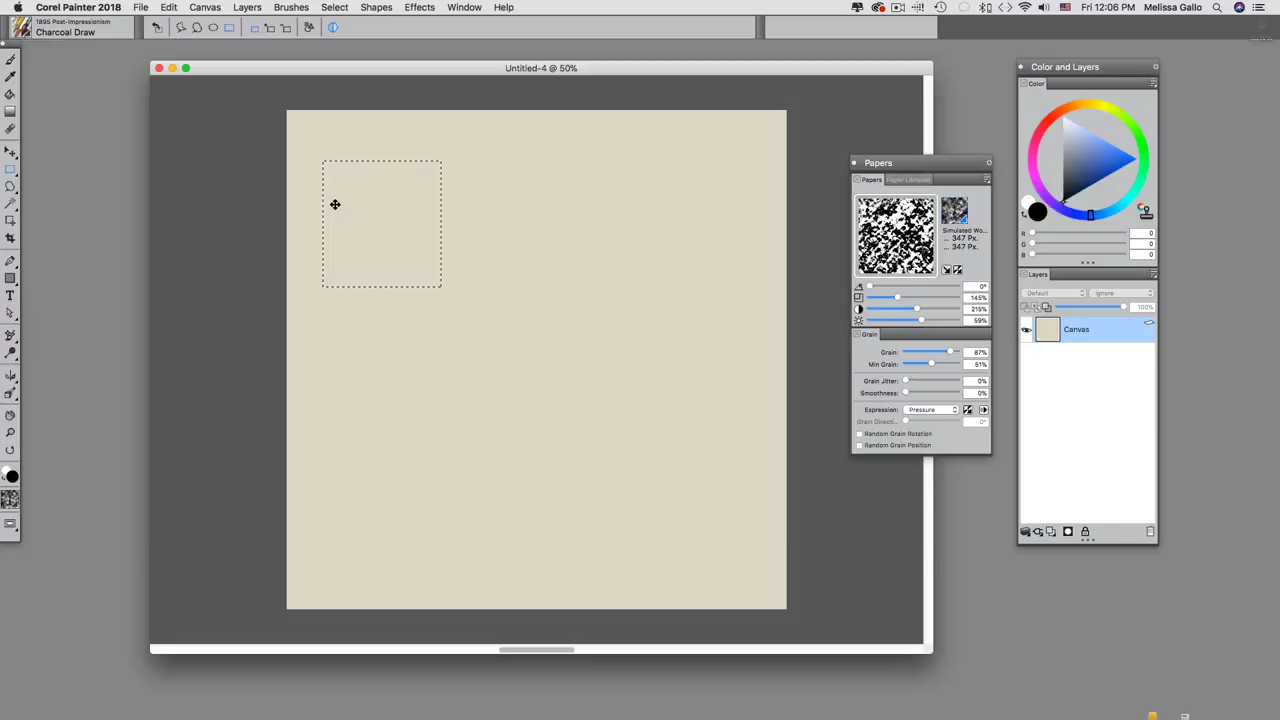 Corel Painter 2018 File Edit Canvas Layers Brushes Select Shapes Effects Window Help Fri 12:06 PM Melissa Gallo
1895 Post-Impressionism
Charcoal Draw
Untitled-4 @ 50%
Color and Layers
Color
R 0
G 0
B 0
Layers
Default Ignore
100%
Canvas
Papers
Papers Paper Libraries
Simulated Wo...
... 347 Px.
... 347 Px.
0°
145%
215%
59%
Grain
Grain: 87%
Min Grain: 51%
Grain Jitter: 0%
Smoothness: 0%
Expression: Pressure
Grain Directi... 0°
Random Grain Rotation
Random Grain Position